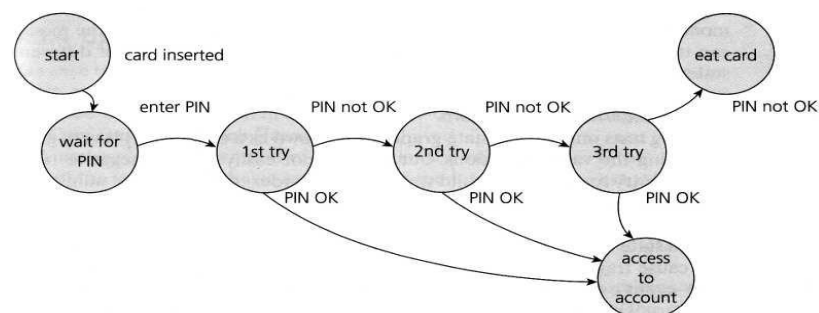 start
card inserted
eat card
enter PIN
PIN not OK
PIN not OK
PIN not OK
wait for
PIN
1st try
2nd try
3rd try
PIN OK
PIN OK
PIN OK
access
to
account